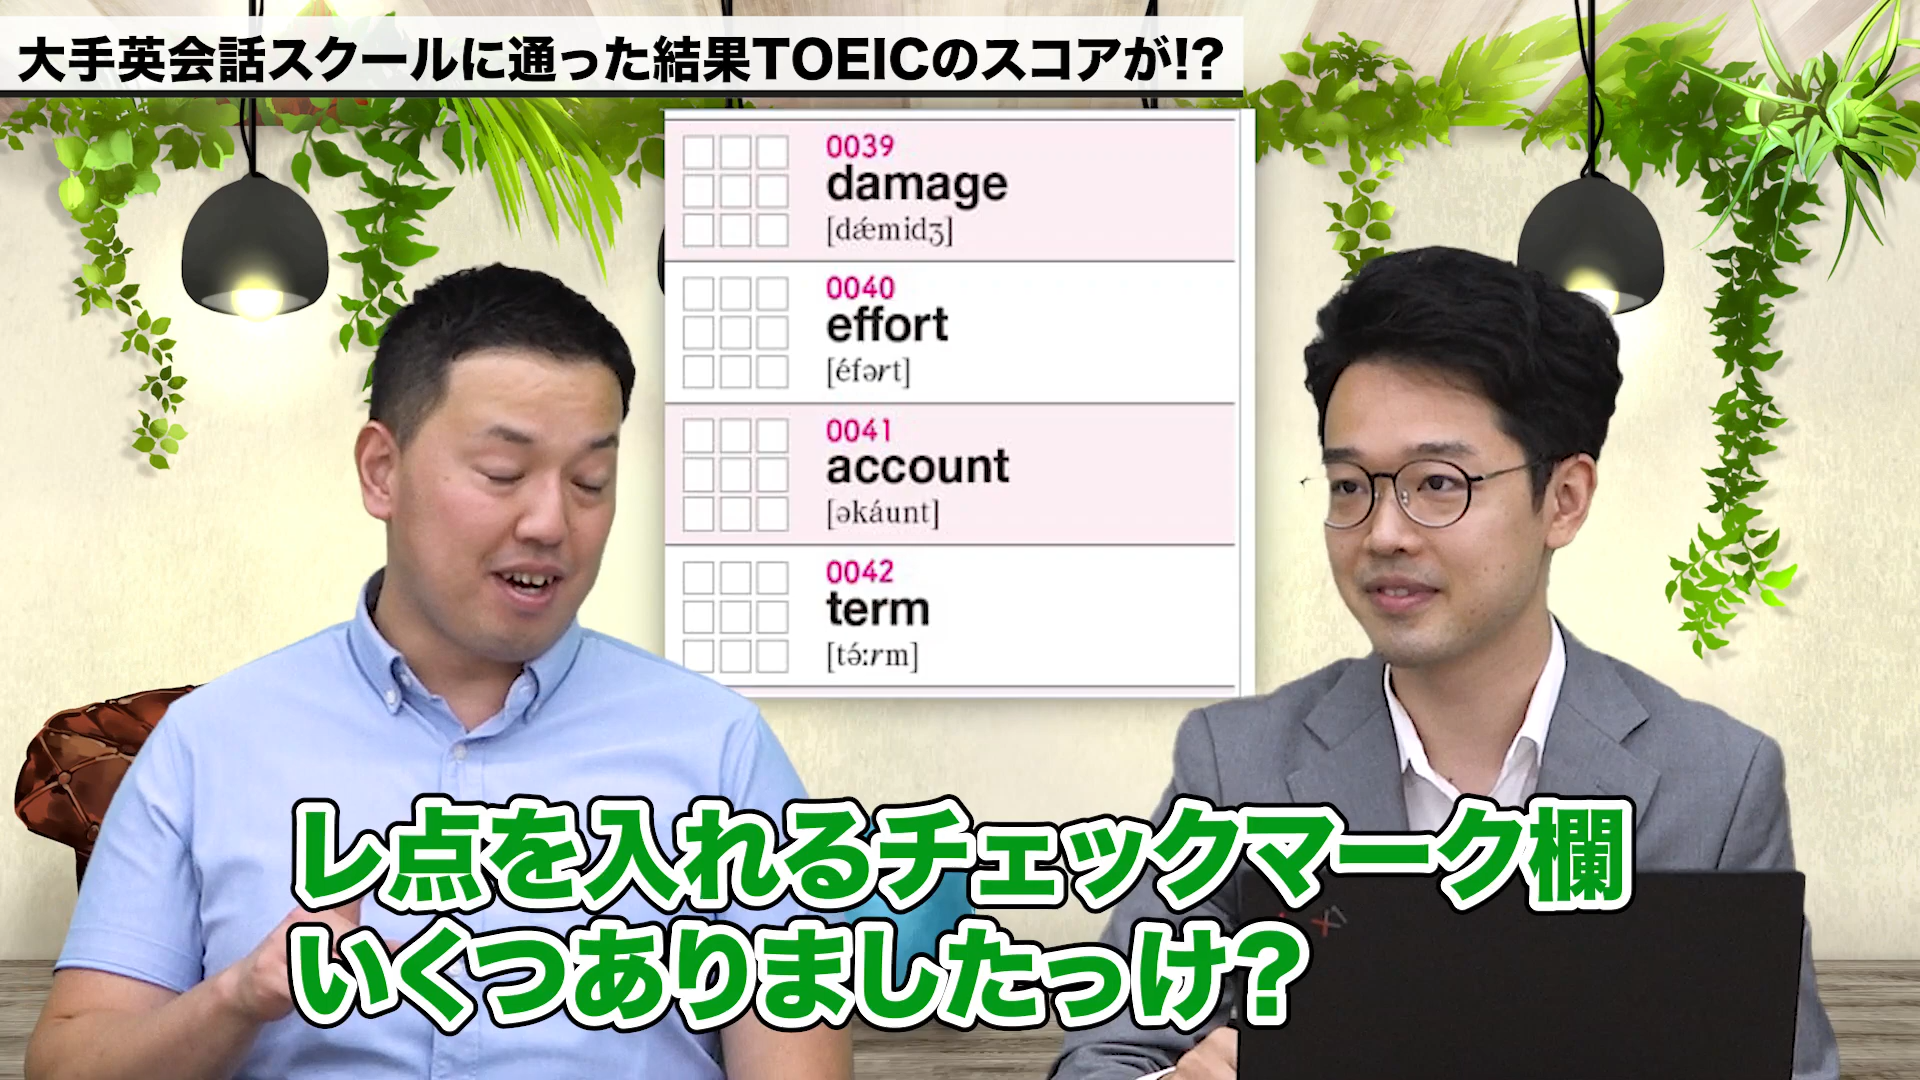 大手英会話スクールに通った結果TOEICのスコアが!?
0039
damage
[dǽmidʒ]
0040
effort
[éfərt]
0041
account
[əkáunt]
0042
term
[tə́ːrm]
レ点を入れるチェックマーク欄
いくつありましたっけ?
X1